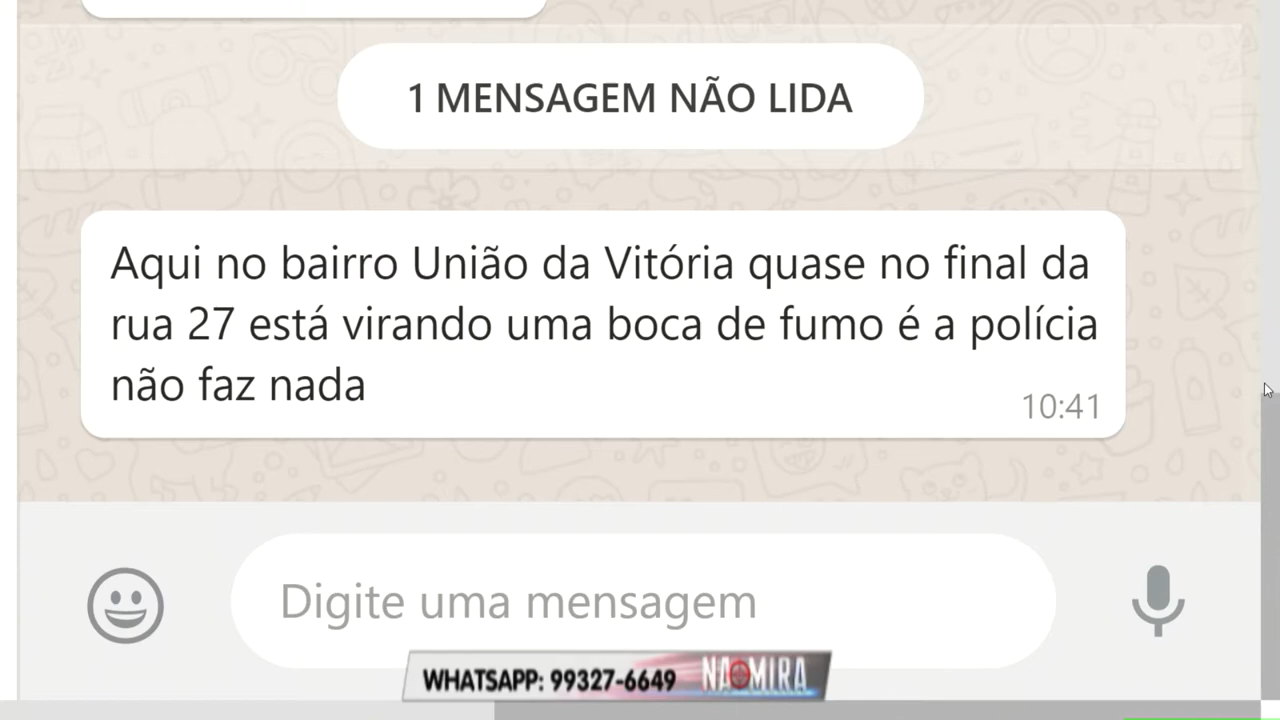 1 MENSAGEM NÃO LIDA
Aqui no bairro União da Vitória quase no final da
rua 27 está virando uma boca de fumo é a polícia
não faz nada
10:41
Digite uma mensagem
WHATSAPP: 99327-6649 NA MIRA